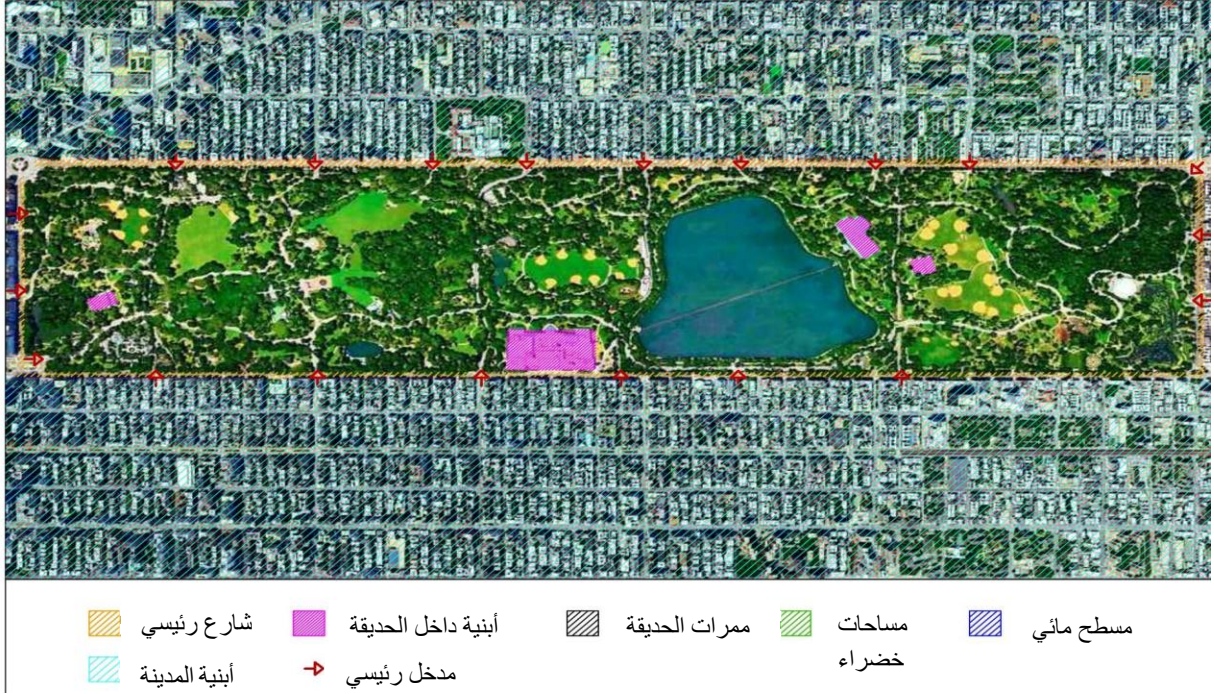 مسطح مائي
مساحات
خضراء
ممرات الحديقة
أبنية داخل الحديقة
شارع رئيسي
مدخل رئيسي
أبنية المدينة